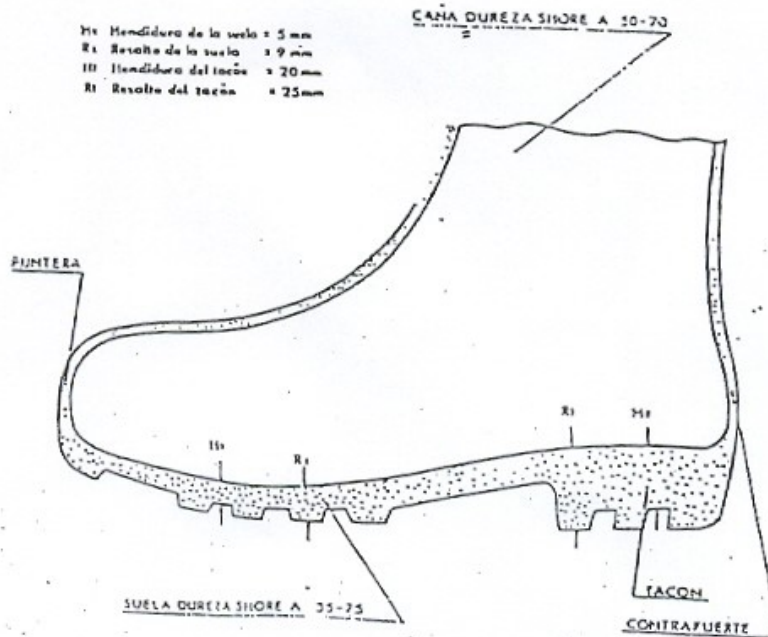 CAÑA DUREZA SHORE A 50-70
Hs Hendidura de la suela = 5 mm
Rs Resalte de la suela = 9 mm
Ht Hendidura del tacón = 20 mm
Rt Resalte del tacón = 25 mm
PUNTERA
Hs
Rs
Rt
Ht
SUELA DUREZA SHORE A 55-75
TACON
CONTRAFUERTE